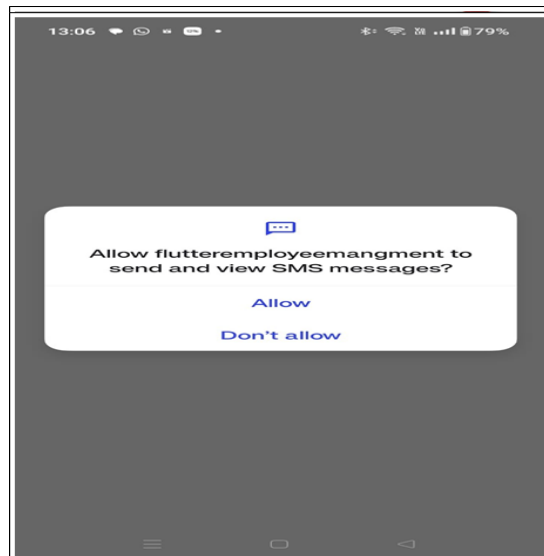 13:06
79%
Allow flutteremployeemangment to
send and view SMS messages?
Allow
Don't allow